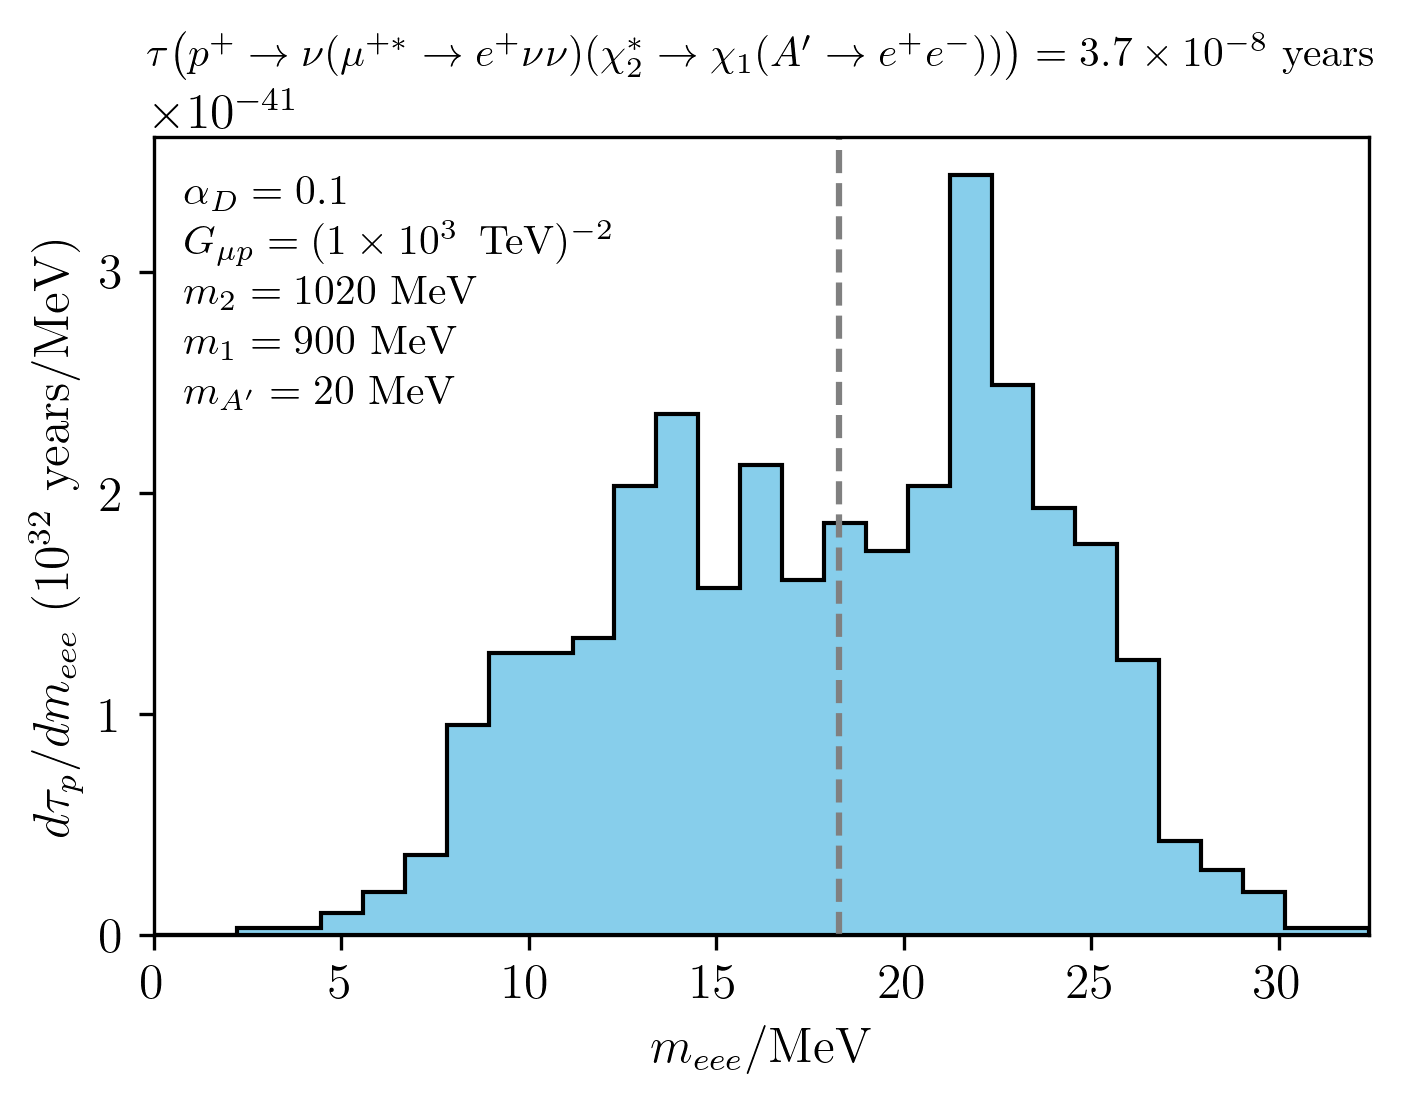 τ(p⁺ → ν(μ⁺* → e⁺νν)(χ₂* → χ₁(A′ → e⁺e⁻))) = 3.7 × 10⁻⁸ years
×10⁻⁴¹
α_D = 0.1
G_μp = (1 × 10³ TeV)⁻²
m₂ = 1020 MeV
m₁ = 900 MeV
m_A′ = 20 MeV
dτ_p/dm_eee (10³² years/MeV)
3
2
1
0
0 5 10 15 20 25 30
m_eee/MeV